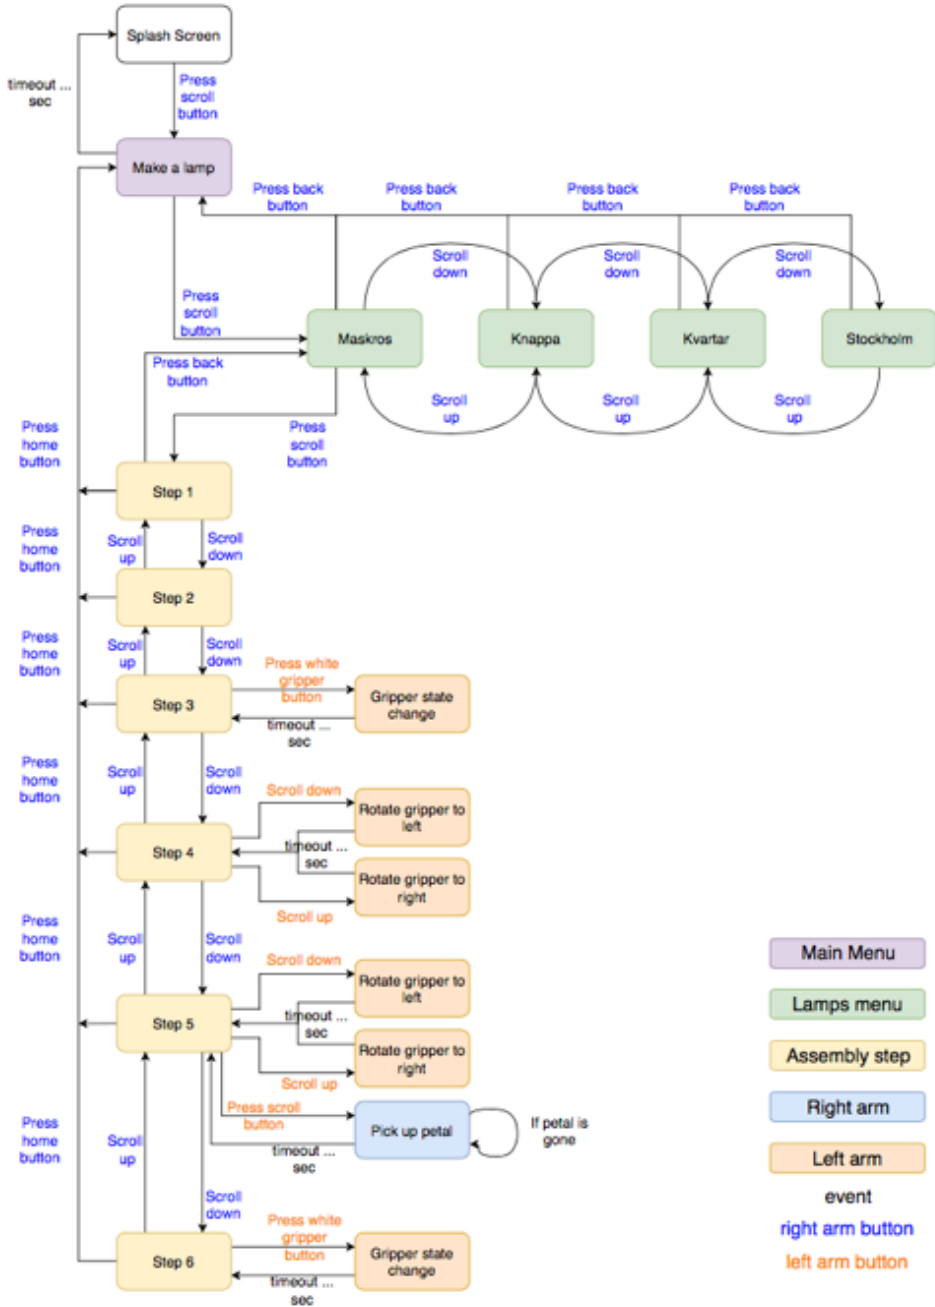 Splash Screen
timeout ...
sec
Press
scroll
button
Make a lamp
Press back
button
Press back
button
Press back
button
Press back
button
Scroll
down
Scroll
down
Scroll
down
Press
scroll
button
Maskros
Knappa
Kvartar
Stockholm
Press back
button
Scroll
up
Scroll
up
Scroll
up
Press
scroll
button
Press
home
button
Step 1
Press
home
button
Scroll
up
Scroll
down
Step 2
Press
home
button
Scroll
up
Scroll
down
Press white
gripper
button
Step 3
Gripper state
change
timeout ...
sec
Press
home
button
Scroll
up
Scroll
down
Scroll down
Rotate gripper to
left
Step 4
timeout ...
sec
Rotate gripper to
right
Scroll up
Press
home
button
Scroll
up
Scroll
down
Scroll down
Rotate gripper to
left
Step 5
timeout ...
sec
Rotate gripper to
right
Scroll up
Press scroll
button
Pick up petal
If petal is
gone
timeout ...
sec
Press
home
button
Scroll
up
Scroll
down
Press white
gripper
button
Step 6
Gripper state
change
timeout ...
sec
Main Menu
Lamps menu
Assembly step
Right arm
Left arm
event
right arm button
left arm button